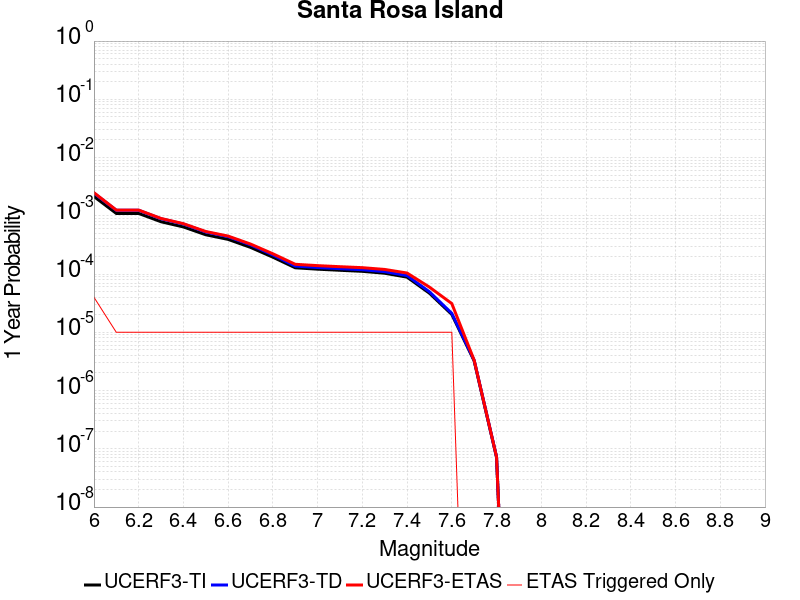 Santa Rosa Island
10^0
10^-1
10^-2
10^-3
10^-4
10^-5
10^-6
10^-7
10^-8
1 Year Probability
6 6.2 6.4 6.6 6.8 7 7.2 7.4 7.6 7.8 8 8.2 8.4 8.6 8.8 9
Magnitude
UCERF3-TI UCERF3-TD UCERF3-ETAS ETAS Triggered Only